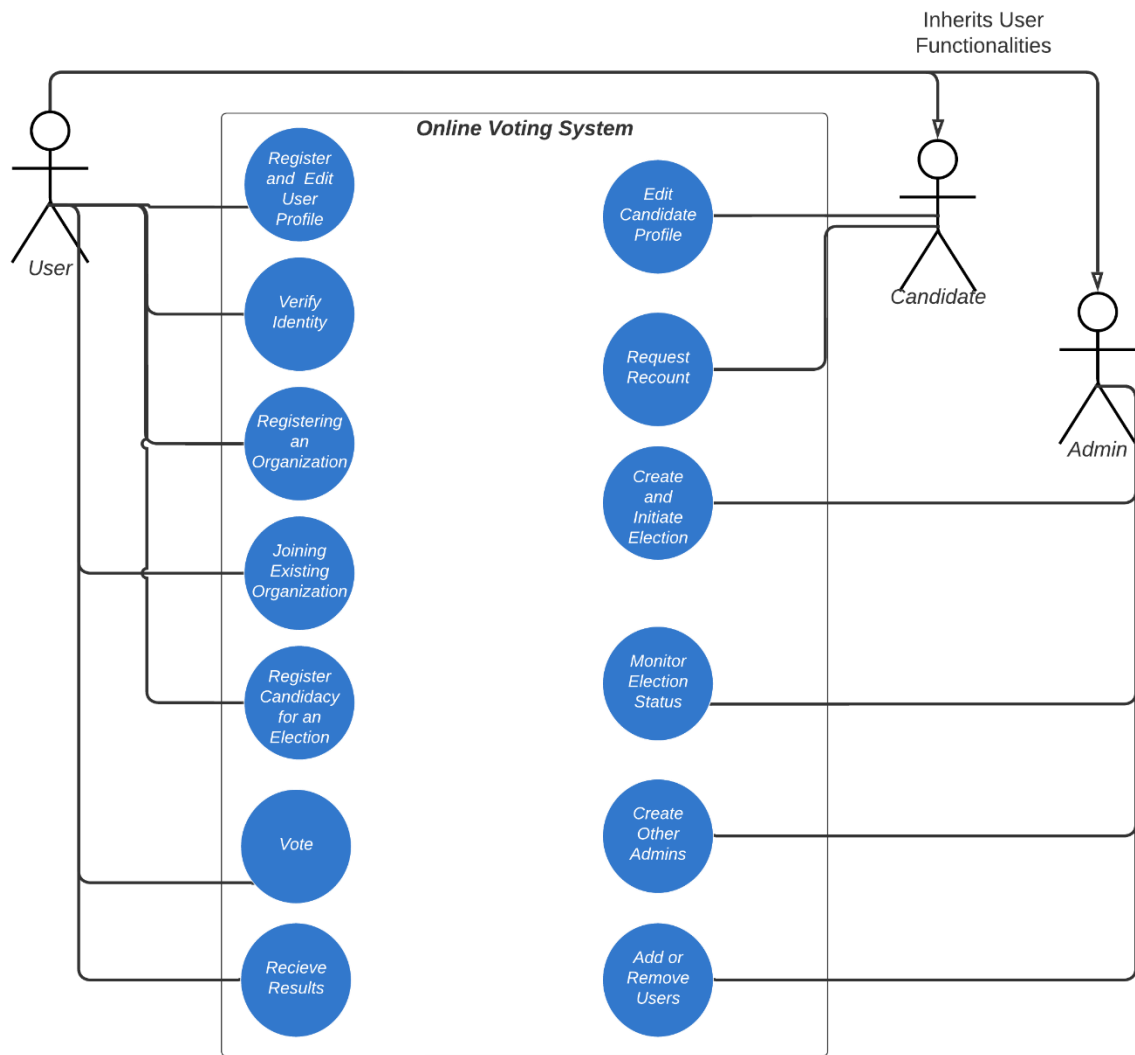 Inherits User
Functionalities
Online Voting System
Register
and Edit
User
Profile
User
Verify
Identity
Registering
an
Organization
Joining
Existing
Organization
Register
Candidacy
for an
Election
Vote
Recieve
Results
Edit
Candidate
Profile
Candidate
Request
Recount
Admin
Create
and
Initiate
Election
Monitor
Election
Status
Create
Other
Admins
Add or
Remove
Users